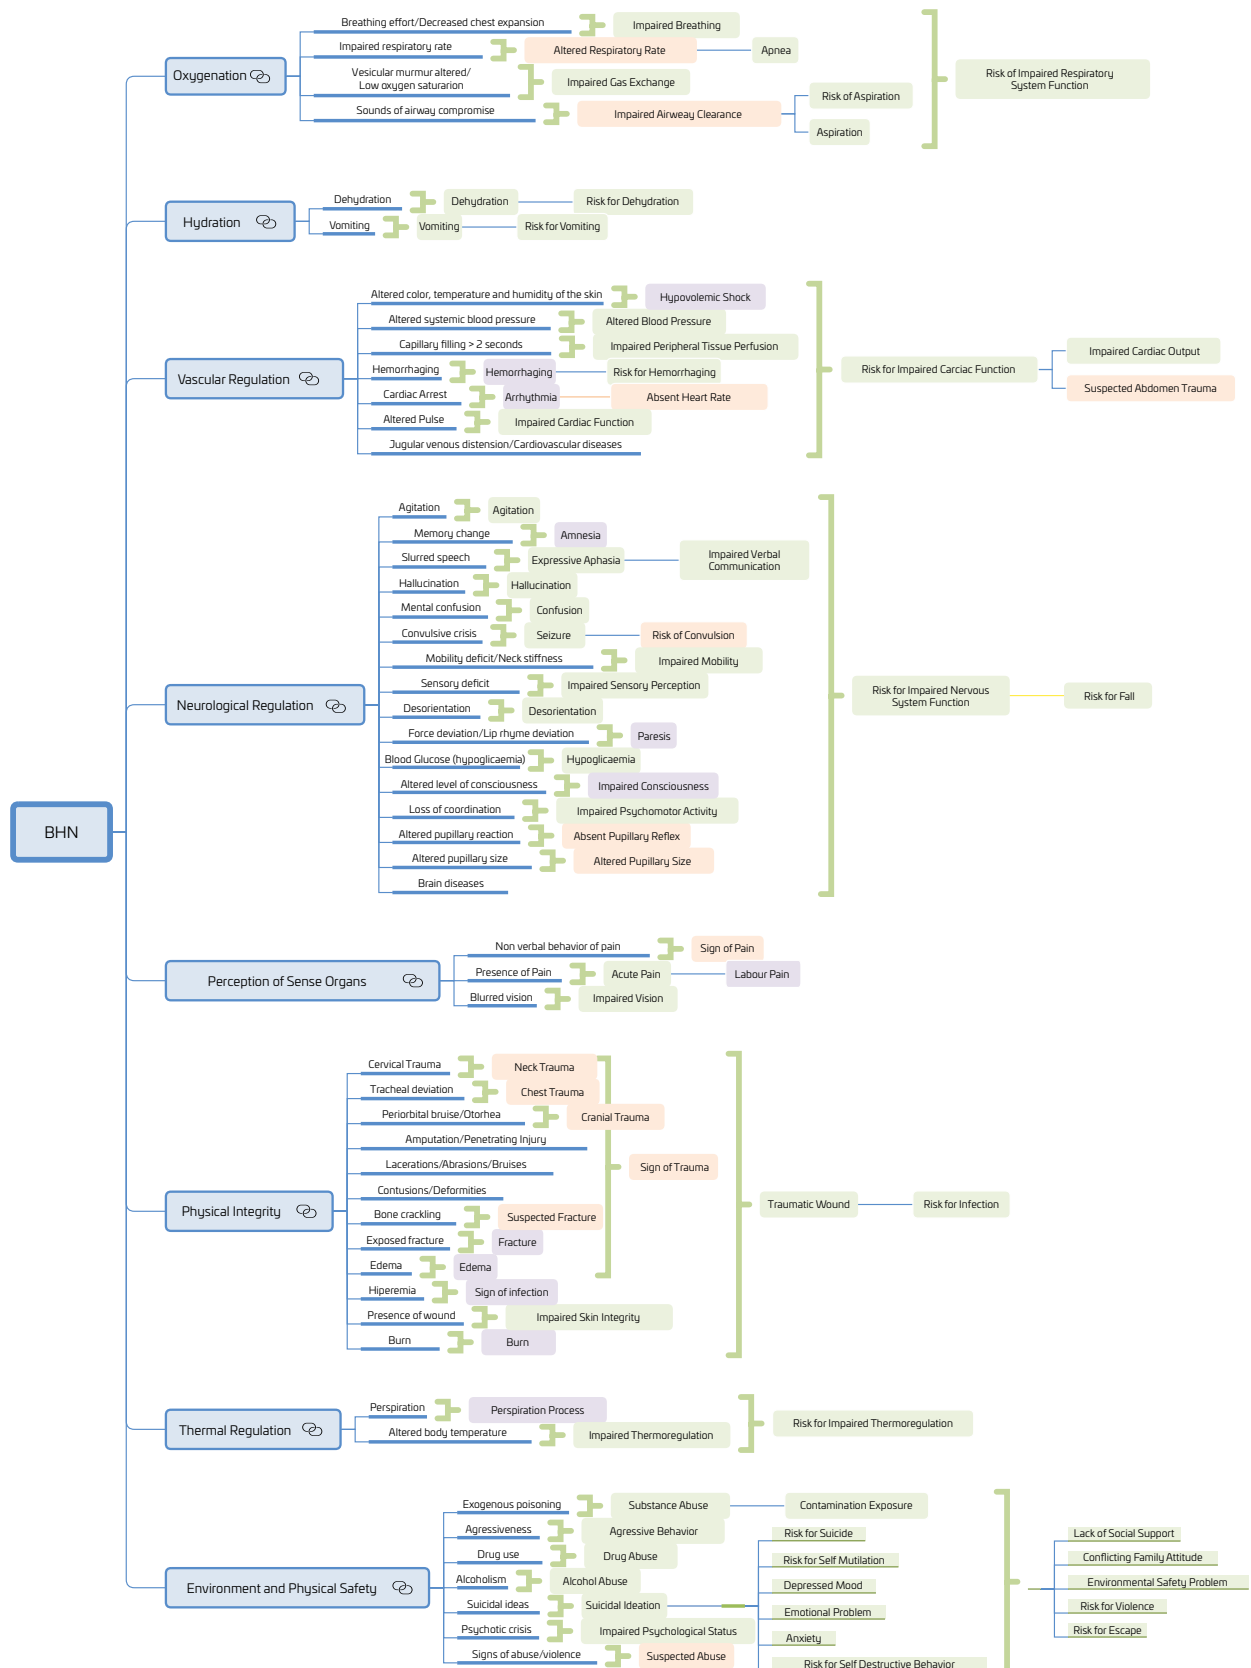 BHN
Oxygenation
Breathing effort/Decreased chest expansion
Impaired Breathing
Impaired respiratory rate
Altered Respiratory Rate
Apnea
Vesicular murmur altered/
Low oxygen saturarion
Impaired Gas Exchange
Sounds of airway compromise
Impaired Airweay Clearance
Risk of Aspiration
Aspiration
Risk of Impaired Respiratory
System Function
Hydration
Dehydration
Dehydration
Risk for Dehydration
Vomiting
Vomiting
Risk for Vomiting
Vascular Regulation
Altered color, temperature and humidity of the skin
Hypovolemic Shock
Altered systemic blood pressure
Altered Blood Pressure
Capillary filling > 2 seconds
Impaired Peripheral Tissue Perfusion
Hemorrhaging
Hemorrhaging
Risk for Hemorrhaging
Cardiac Arrest
Arrhythmia
Absent Heart Rate
Altered Pulse
Impaired Cardiac Function
Jugular venous distension/Cardiovascular diseases
Risk for Impaired Carciac Function
Impaired Cardiac Output
Suspected Abdomen Trauma
Neurological Regulation
Agitation
Agitation
Memory change
Amnesia
Slurred speech
Expressive Aphasia
Impaired Verbal
Communication
Hallucination
Hallucination
Mental confusion
Confusion
Convulsive crisis
Seizure
Risk of Convulsion
Mobility deficit/Neck stiffness
Impaired Mobility
Sensory deficit
Impaired Sensory Perception
Desorientation
Desorientation
Force deviation/Lip rhyme deviation
Paresis
Blood Glucose (hypoglicaemia)
Hypoglicaemia
Altered level of consciousness
Impaired Consciousness
Loss of coordination
Impaired Psychomotor Activity
Altered pupillary reaction
Absent Pupillary Reflex
Altered pupillary size
Altered Pupillary Size
Brain diseases
Risk for Impaired Nervous
System Function
Risk for Fall
Perception of Sense Organs
Non verbal behavior of pain
Sign of Pain
Presence of Pain
Acute Pain
Labour Pain
Blurred vision
Impaired Vision
Physical Integrity
Cervical Trauma
Neck Trauma
Tracheal deviation
Chest Trauma
Periorbital bruise/Otorhea
Cranial Trauma
Amputation/Penetrating Injury
Lacerations/Abrasions/Bruises
Contusions/Deformities
Bone crackling
Suspected Fracture
Exposed fracture
Fracture
Edema
Edema
Sign of Trauma
Hiperemia
Sign of infection
Presence of wound
Impaired Skin Integrity
Burn
Burn
Traumatic Wound
Risk for Infection
Thermal Regulation
Perspiration
Perspiration Process
Altered body temperature
Impaired Thermoregulation
Risk for Impaired Thermoregulation
Environment and Physical Safety
Exogenous poisoning
Substance Abuse
Contamination Exposure
Agressiveness
Agressive Behavior
Drug use
Drug Abuse
Alcoholism
Alcohol Abuse
Suicidal ideas
Suicidal Ideation
Risk for Suicide
Risk for Self Mutilation
Depressed Mood
Emotional Problem
Anxiety
Risk for Self Destructive Behavior
Psychotic crisis
Impaired Psychological Status
Signs of abuse/violence
Suspected Abuse
Lack of Social Support
Conflicting Family Attitude
Environmental Safety Problem
Risk for Violence
Risk for Escape